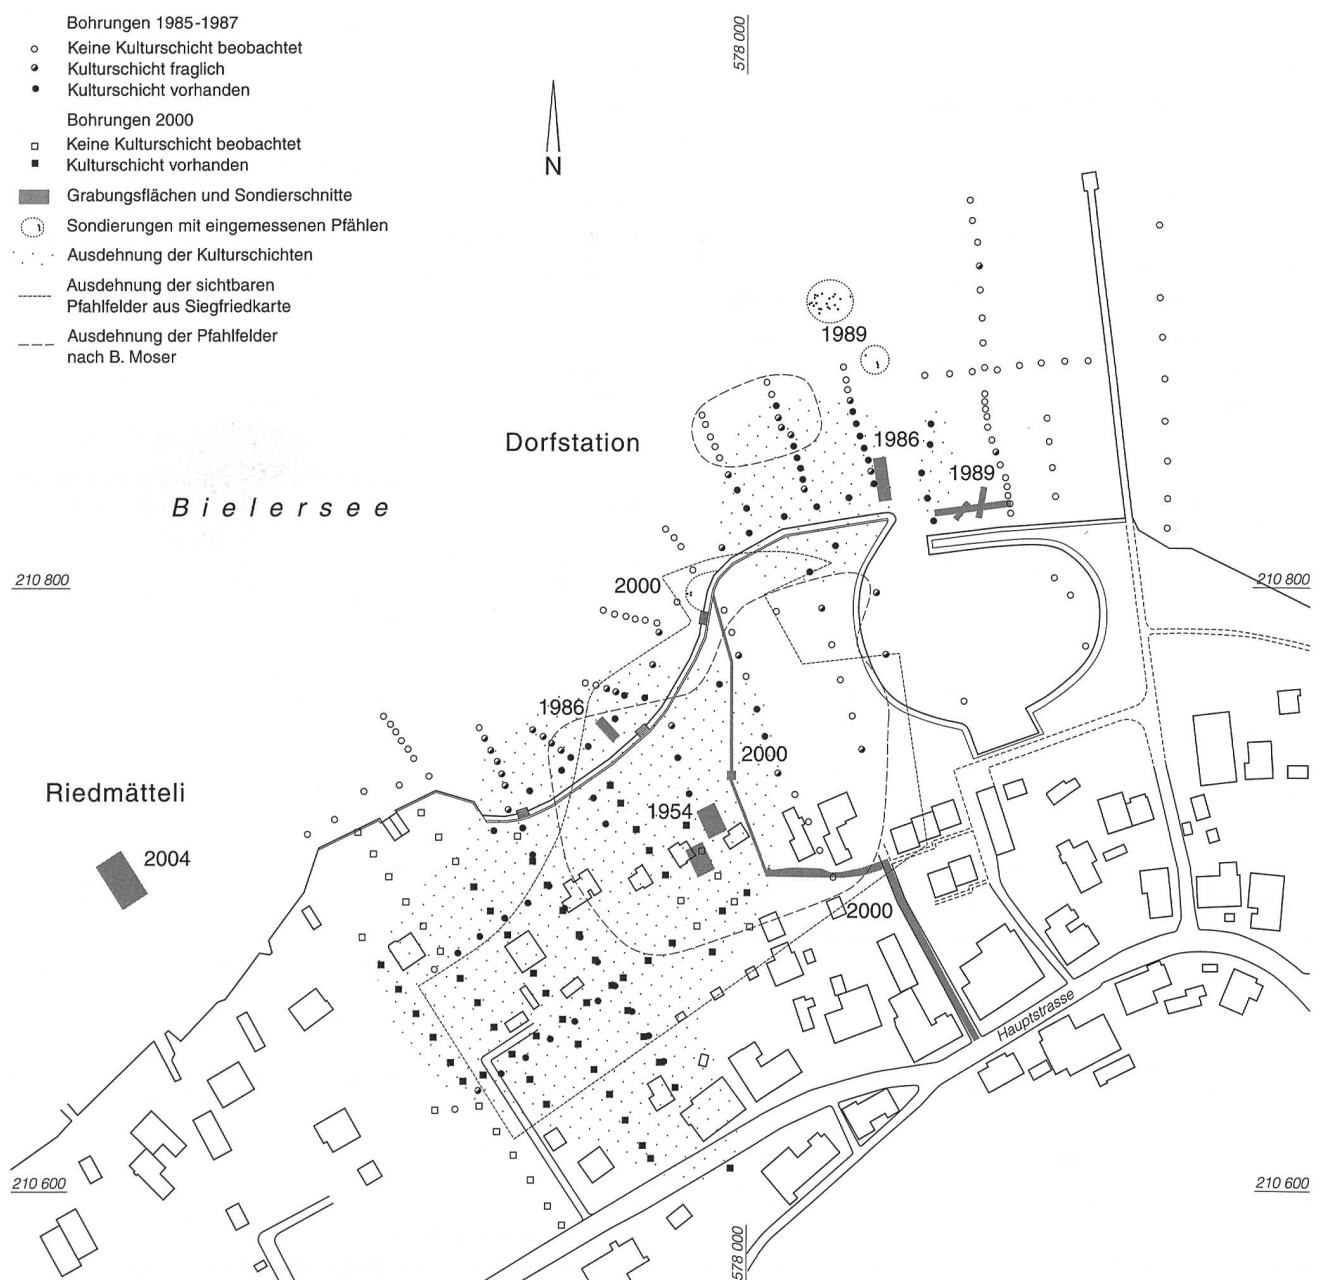 Bohrungen 1985-1987
Keine Kulturschicht beobachtet
Kulturschicht fraglich
Kulturschicht vorhanden
Bohrungen 2000
Keine Kulturschicht beobachtet
Kulturschicht vorhanden
Grabungsflächen und Sondierschnitte
Sondierungen mit eingemessenen Pfählen
Ausdehnung der Kulturschichten
Ausdehnung der sichtbaren
Pfahlfelder aus Siegfriedkarte
Ausdehnung der Pfahlfelder
nach B. Moser
578 000
N
1989
Dorfstation
1986
1989
Bielersee
210 800
2000
210 800
1986
2000
Riedmätteli
1954
2004
2000
Hauptstrasse
210 600
210 600
578 000